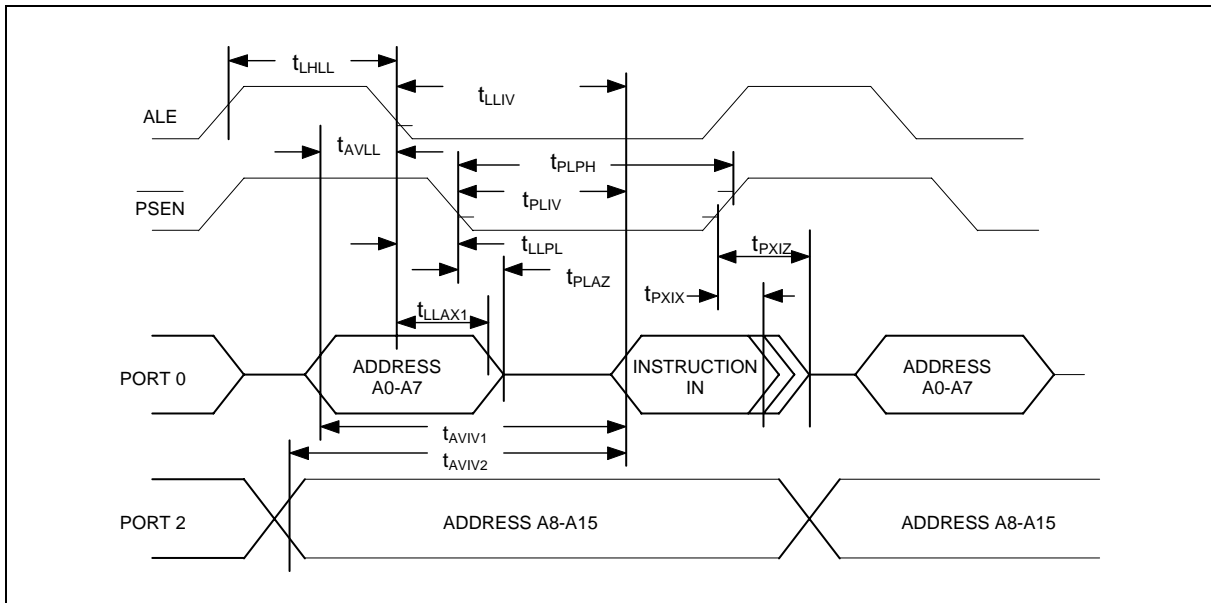 tLHLL
tLLIV
ALE
tAVLL
tPLPH
PSEN
tPLIV
tLLPL
tPXIZ
tPLAZ
tPXIX
tLLAX1
PORT 0
ADDRESS
A0-A7
INSTRUCTION
IN
ADDRESS
A0-A7
tAVIV1
tAVIV2
PORT 2
ADDRESS A8-A15
ADDRESS A8-A15